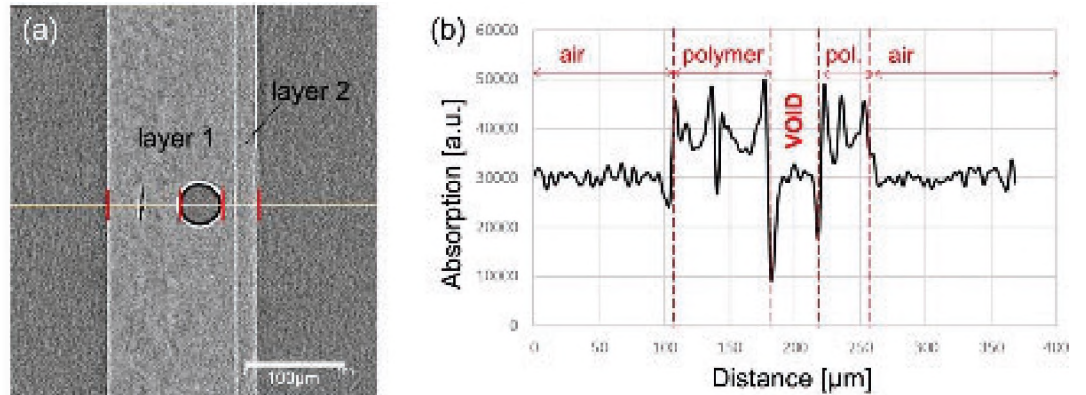 (a)
layer 2
layer 1
100µm
(b)
60000
50000
40000
30000
20000
10000
0
Absorption [a.u.]
air
polymer
VOID
pol.
air
0
50
100
150
200
250
300
350
400
Distance [µm]